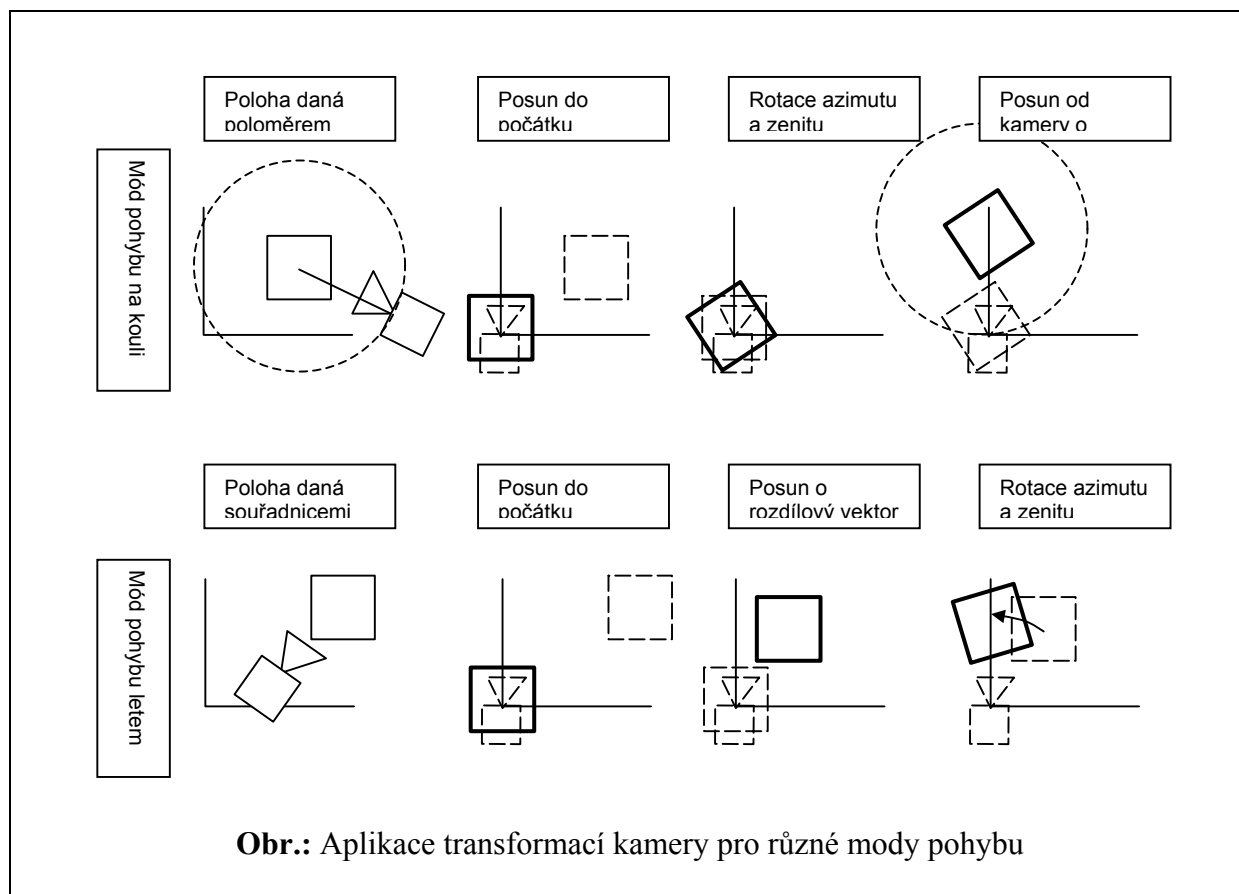 Poloha daná
poloměrem
Posun do
počátku
Rotace azimutu
a zenitu
Posun od
kamery o
Mód pohybu na kouli
Poloha daná
souřadnicemi
Posun do
počátku
Posun o
rozdílový vektor
Rotace azimutu
a zenitu
Mód pohybu letem
Obr.: Aplikace transformací kamery pro různé mody pohybu